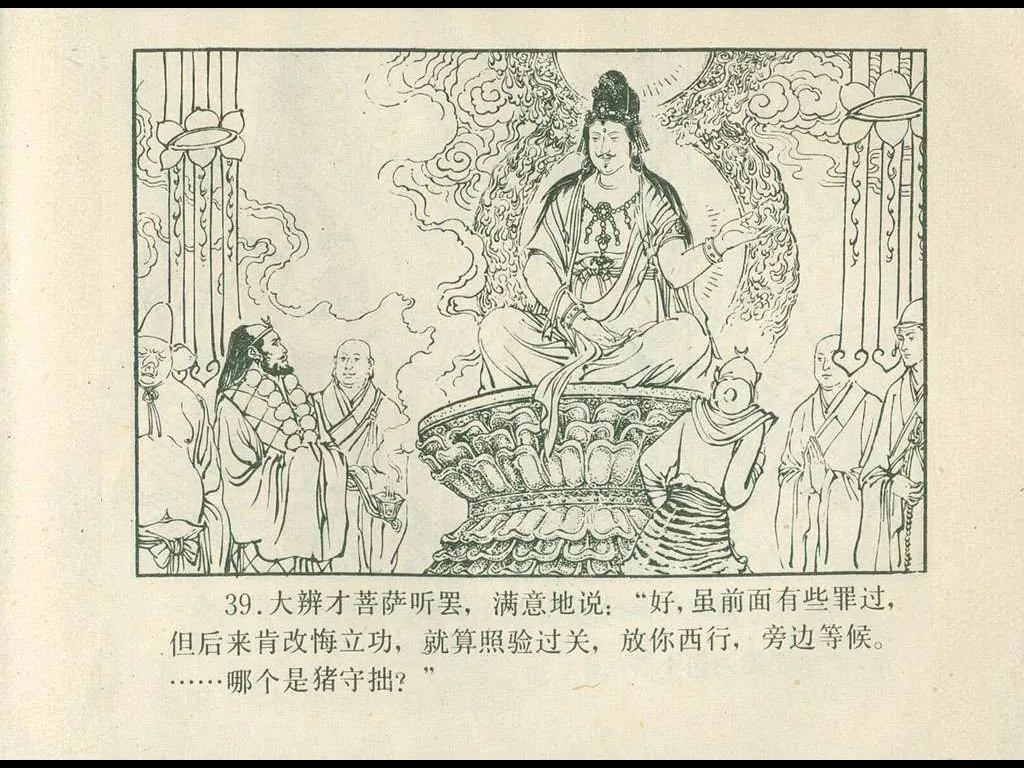 39.大辨才菩萨听罢，满意地说：“好，虽前面有些罪过，
但后来肯改悔立功，就算照验过关，放你西行，旁边等候。
……哪个是猪守拙？”